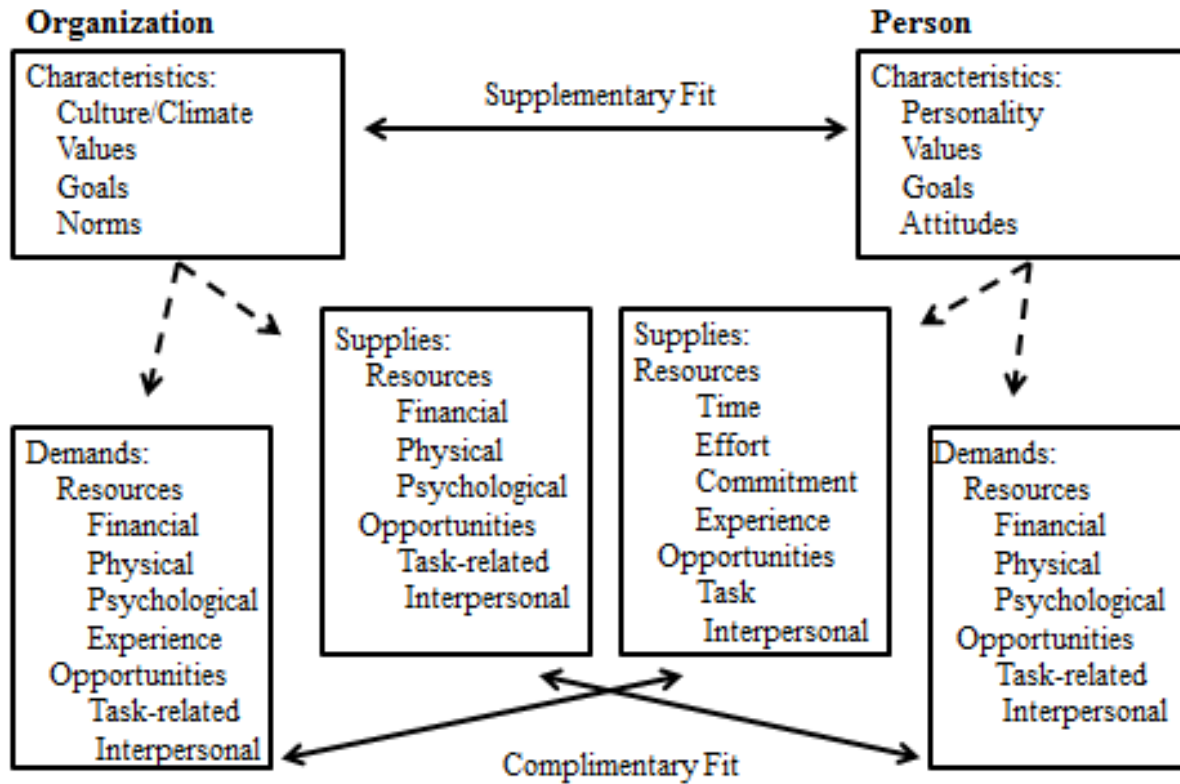 Organization
Characteristics:
Culture/Climate
Values
Goals
Norms
Supplementary Fit
Person
Characteristics:
Personality
Values
Goals
Attitudes
Demands:
Resources
Financial
Physical
Psychological
Experience
Opportunities
Task-related
Interpersonal
Supplies:
Resources
Financial
Physical
Psychological
Opportunities
Task-related
Interpersonal
Supplies:
Resources
Time
Effort
Commitment
Experience
Opportunities
Task
Interpersonal
Demands:
Resources
Financial
Physical
Psychological
Opportunities
Task-related
Interpersonal
Complimentary Fit